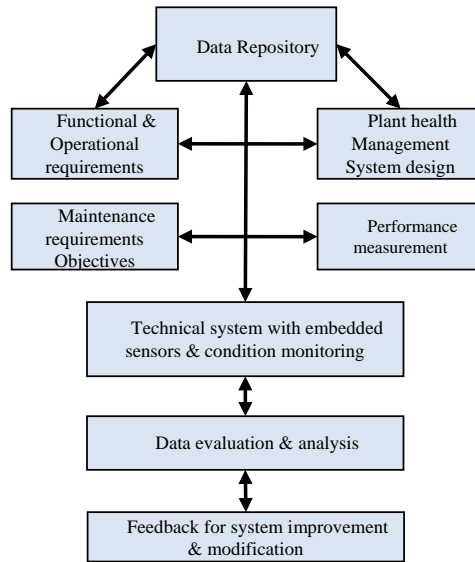 Data Repository
Functional &
Operational
requirements
Plant health
Management
System design
Maintenance
requirements
Objectives
Performance
measurement
Technical system with embedded
sensors & condition monitoring
Data evaluation & analysis
Feedback for system improvement
& modification